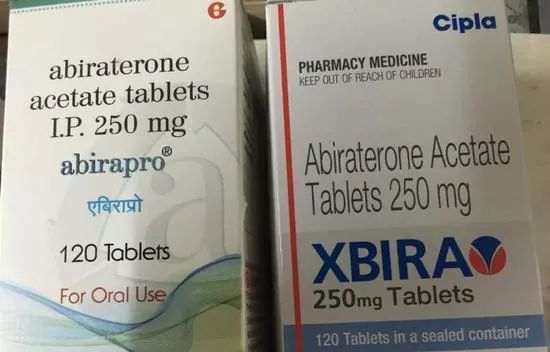 abiraterone
acetate tablets
I.P. 250 mg
abirapro®
एबिराप्रो
120 Tablets
For Oral Use
Cipla
PHARMACY MEDICINE
KEEP OUT OF REACH OF CHILDREN
Abiraterone Acetate
Tablets 250 mg
XBIRA
250mg Tablets
120 Tablets in a sealed container